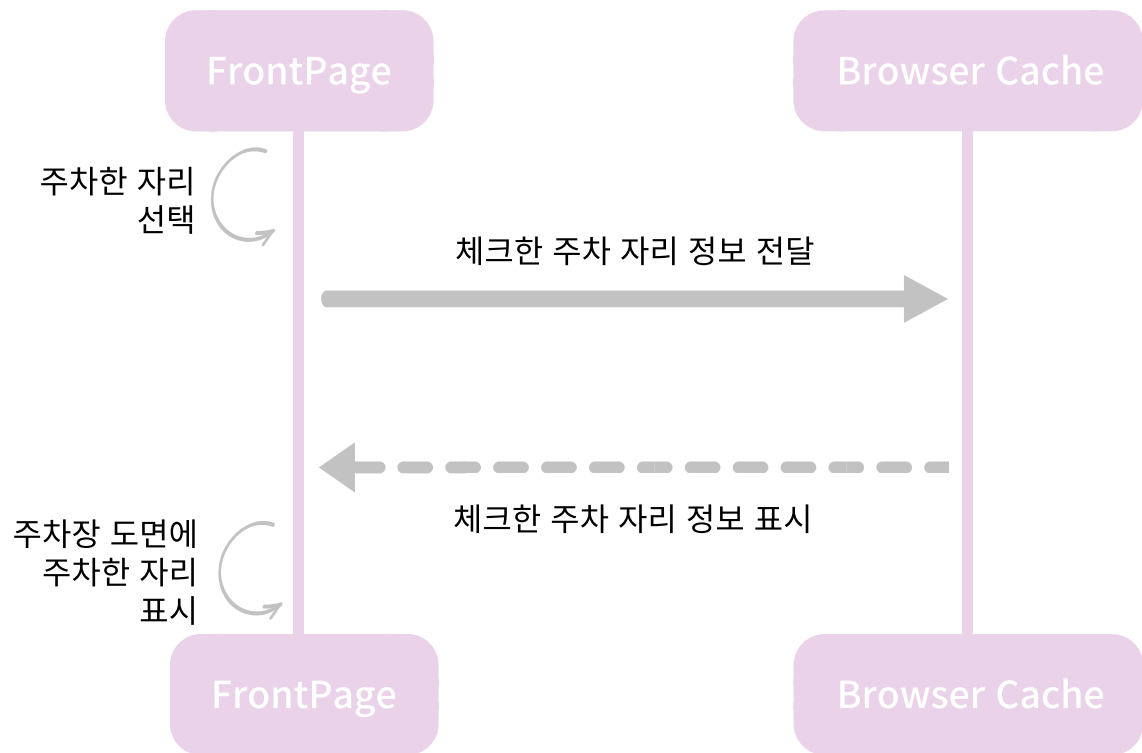 FrontPage
Browser Cache
주차한 자리
선택
체크한 주차 자리 정보 전달
체크한 주차 자리 정보 표시
주차장 도면에
주차한 자리
표시
FrontPage
Browser Cache